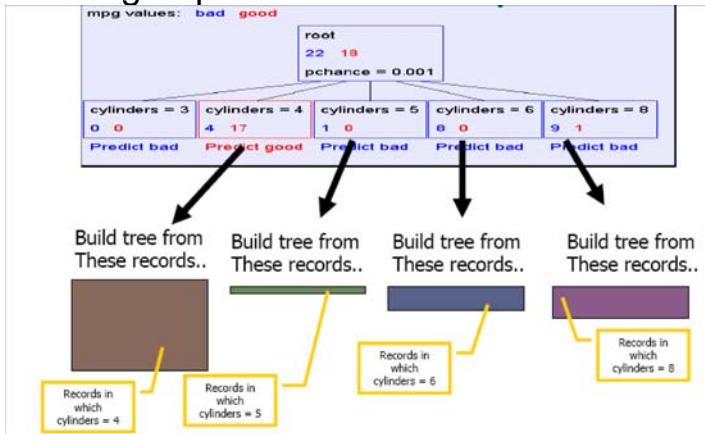 mpg values: bad good
root
22 18
pchance = 0.001
cylinders = 3
0 0
Predict bad
cylinders = 4
4 17
Predict good
cylinders = 5
1 0
Predict bad
cylinders = 6
8 0
Predict bad
cylinders = 8
9 1
Predict bad
Build tree from
These records..
Build tree from
These records..
Build tree from
These records..
Build tree from
These records..
Records in
which
cylinders = 4
Records in
which
cylinders = 5
Records in
which
cylinders = 6
Records in
which
cylinders = 8